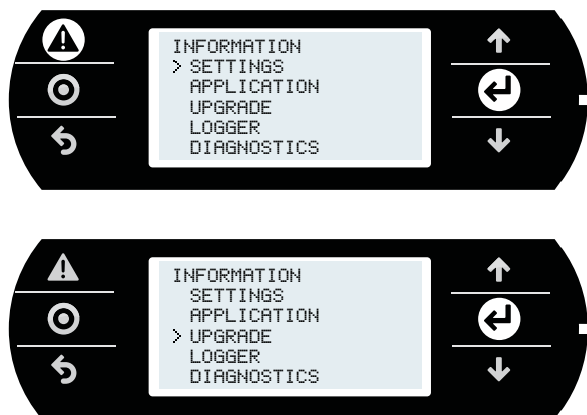 INFORMATION
> SETTINGS
APPLICATION
UPGRADE
LOGGER
DIAGNOSTICS
INFORMATION
SETTINGS
APPLICATION
> UPGRADE
LOGGER
DIAGNOSTICS